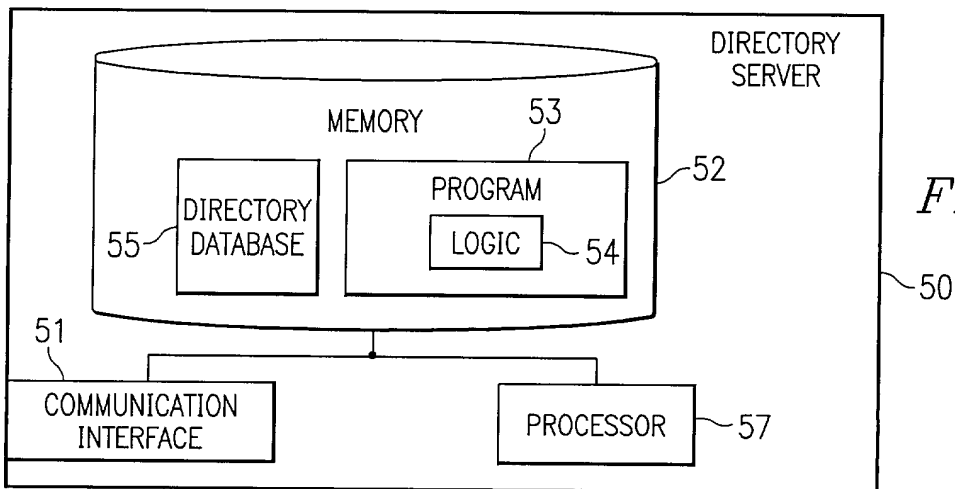 DIRECTORY
SERVER
MEMORY
53
52
PROGRAM
DIRECTORY
DATABASE
LOGIC
55
54
F
50
51
COMMUNICATION
INTERFACE
PROCESSOR
57